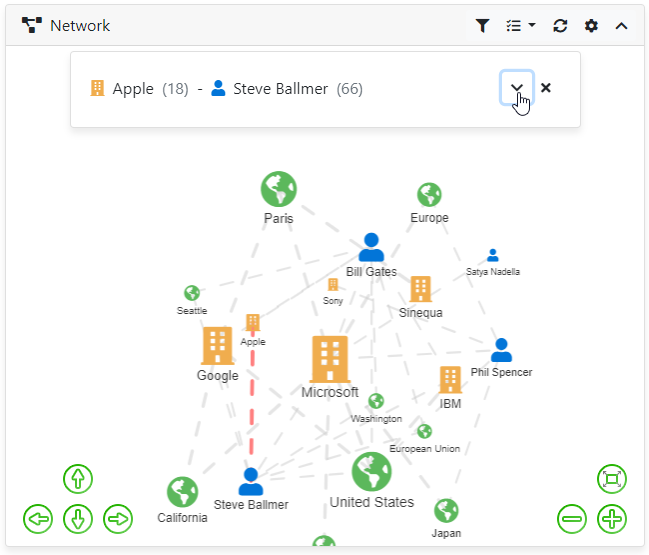 Network
Apple (18) - Steve Ballmer (66)
Paris
Europe
Bill Gates
Satya Nadella
Seattle
Sony
Sinequa
Apple
Google
Microsoft
Phil Spencer
IBM
Washington
European Union
Steve Ballmer
United States
California
Japan